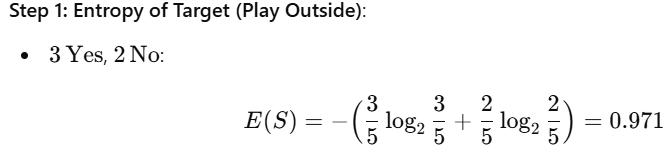 Step 1: Entropy of Target (Play Outside):
• 3 Yes, 2 No:
E(S) = −(3/5 log₂ 3/5 + 2/5 log₂ 2/5) = 0.971